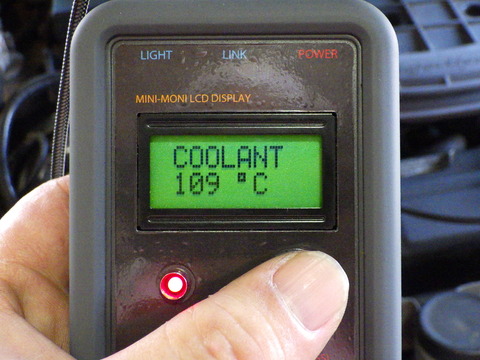 LIGHT LINK POWER
MINI-MONI LCD DISPLAY
COOLANT
109 °C